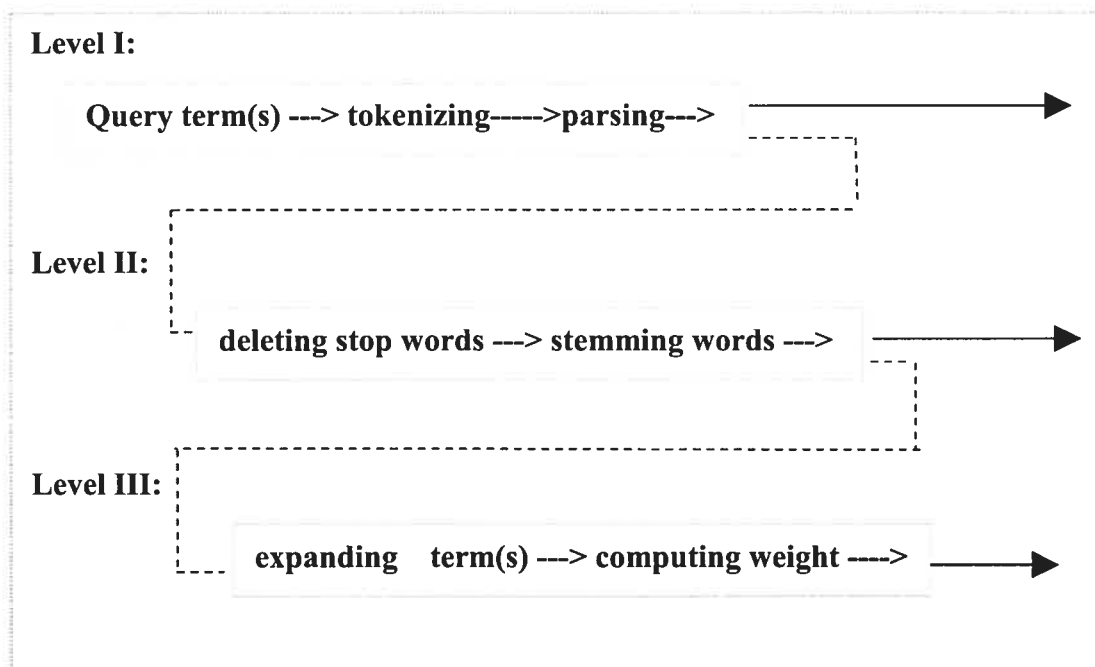 Level I:
Query term(s) ---> tokenizing----->parsing--->
Level II:
deleting stop words ---> stemming words --->
Level III:
expanding term(s) ---> computing weight ---->